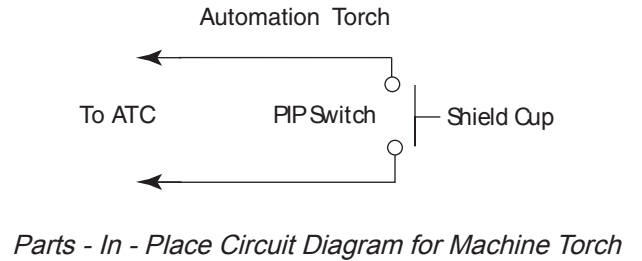 Automation Torch
To ATC
PIP Switch
Shield Cup
Parts - In - Place Circuit Diagram for Machine Torch